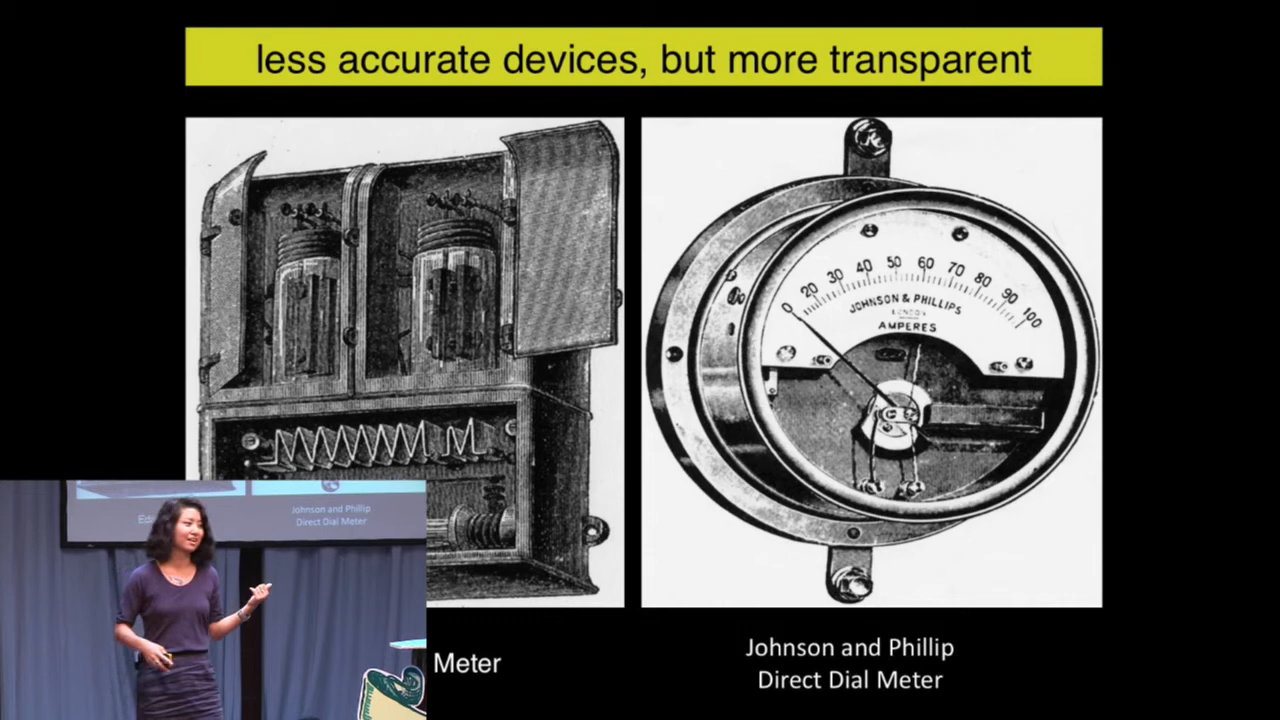 less accurate devices, but more transparent
0 20 30 40 50 60 70 80 90 100
JOHNSON & PHILLIPS
LONDON
AMPERES
Meter
Johnson and Phillip
Direct Dial Meter
Johnson and Phillip
Direct Dial Meter